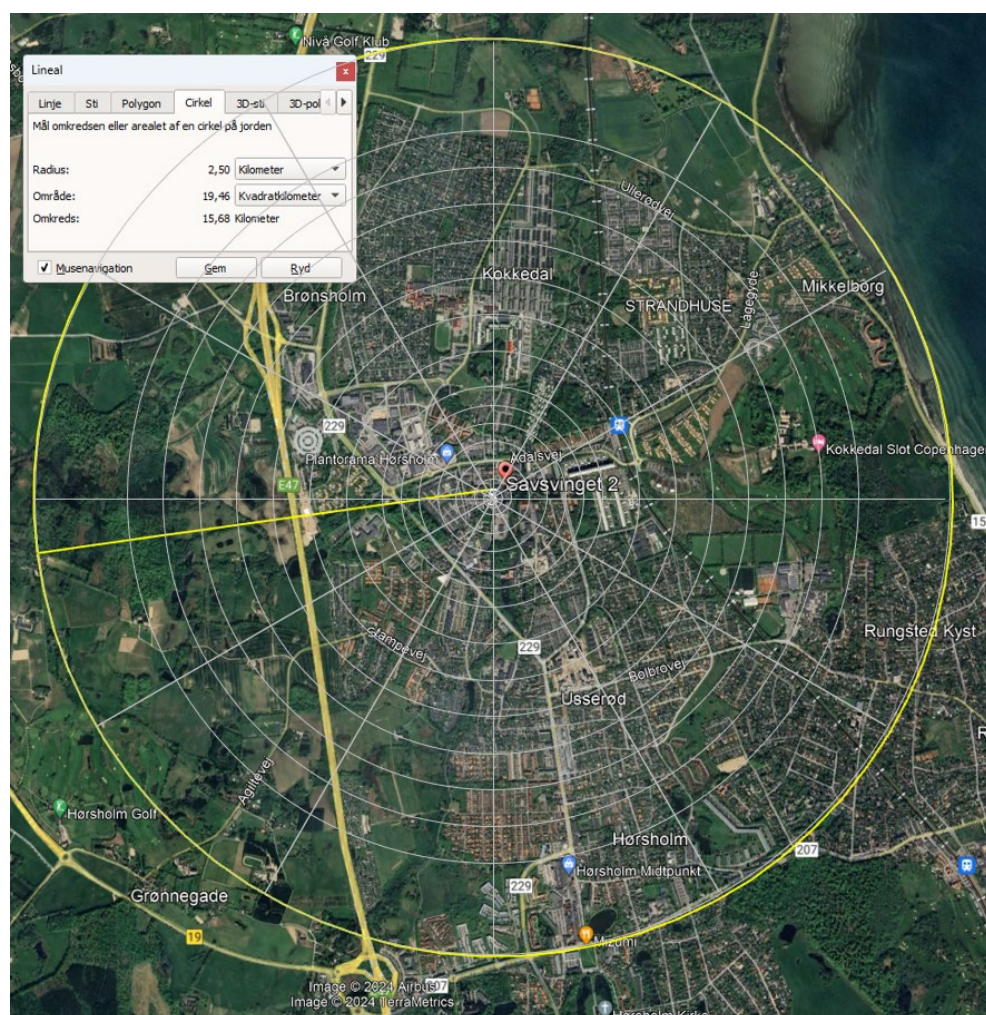 Nivå Golf Klub
229
Lineal
x
Linje Sti Polygon Cirkel 3D-sti 3D-pol
Mål omkredsen eller arealet af en cirkel på jorden
Radius: 2,50 Kilometer
Område: 19,46 Kvadratkilometer
Omkreds: 15,68 Kilometer
Musenavigation Gem Ryd
Ullerødvej
Kokkedal
Brønsholm
Mikkelborg
STRANDHUSE
Lågegyde
229
Plantorama Hørsholm
Ådalsvej
Kokkedal Slot Copenhagen
E47
Savsvinget 2
15
Stampevej
229
Rungsted Kyst
Bolbrovej
Usserød
R
Agiltevej
Hørsholm Golf
Hørsholm
207
Hørsholm Midtpunkt
229
Grønnegade
19
Mizumi
207
Image © 2024 Airbus
Image © 2024 TerraMetrics
Hørsholm Kirke